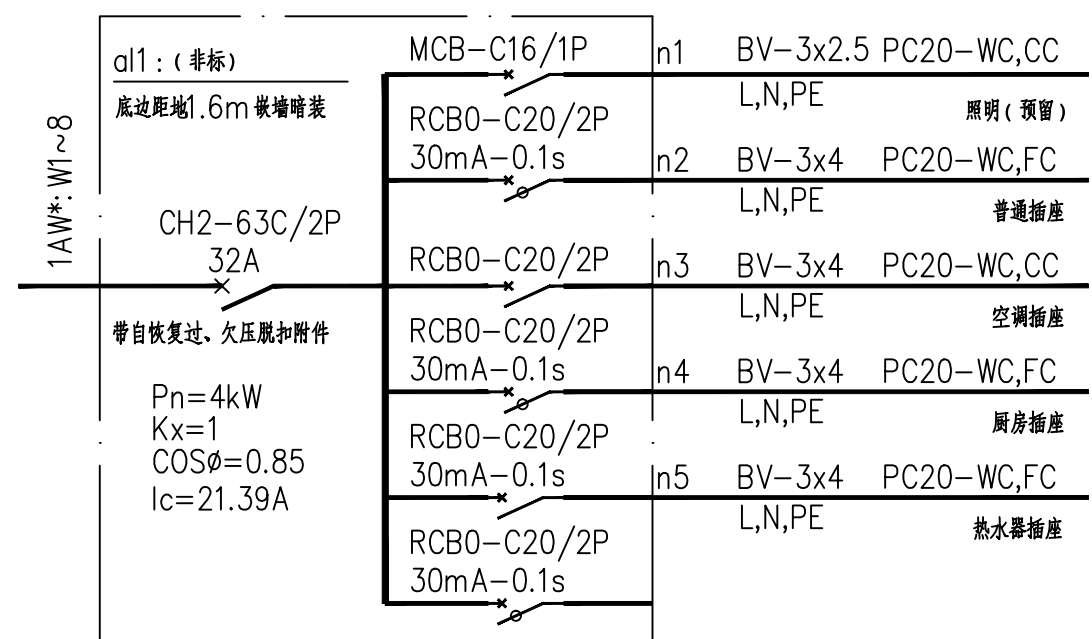 al1:(非标)
底边距地1.6m嵌墙暗装
1AW*: W1~8
CH2-63C/2P
32A
带自恢复过、欠压脱扣附件
Pn=4kW
Kx=1
COSø=0.85
Ic=21.39A
MCB-C16/1P
n1 BV-3x2.5 PC20-WC,CC
L,N,PE
照明(预留)
RCBO-C20/2P
30mA-0.1s
n2 BV-3x4 PC20-WC,FC
L,N,PE
普通插座
RCBO-C20/2P
n3 BV-3x4 PC20-WC,CC
L,N,PE
空调插座
RCBO-C20/2P
30mA-0.1s
n4 BV-3x4 PC20-WC,FC
L,N,PE
厨房插座
RCBO-C20/2P
30mA-0.1s
n5 BV-3x4 PC20-WC,FC
L,N,PE
热水器插座
RCBO-C20/2P
30mA-0.1s